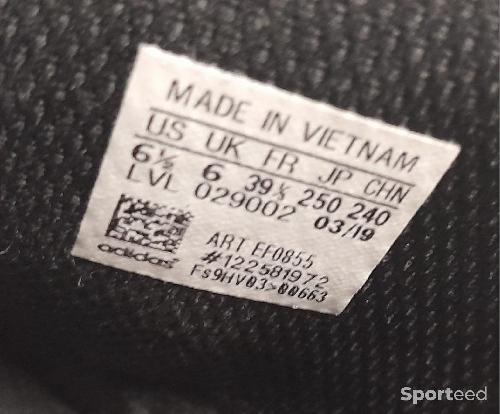 MADE IN VIETNAM
US UK FR JP CHN
6½ 6 39⅓ 250 240
LVL 029002 03/19
ART EF0855
#122581972
Fs9HV03>00663
adidas
Sporteed